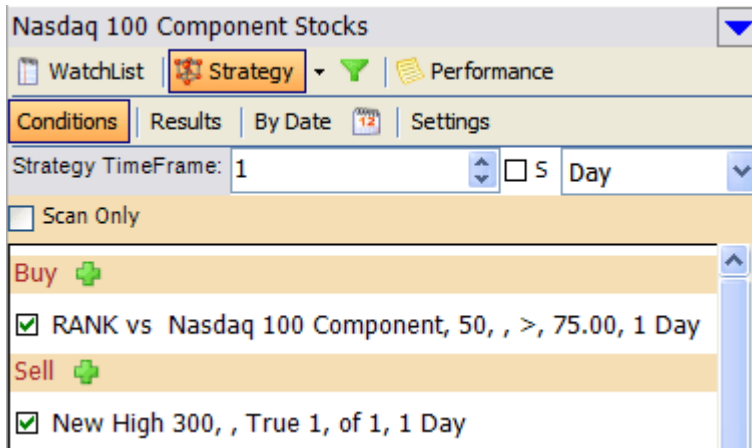 Nasdaq 100 Component Stocks
WatchList Strategy Performance
Conditions Results By Date 12 Settings
Strategy TimeFrame: 1 S Day
Scan Only
Buy
RANK vs Nasdaq 100 Component, 50, , >, 75.00, 1 Day
Sell
New High 300, , True 1, of 1, 1 Day